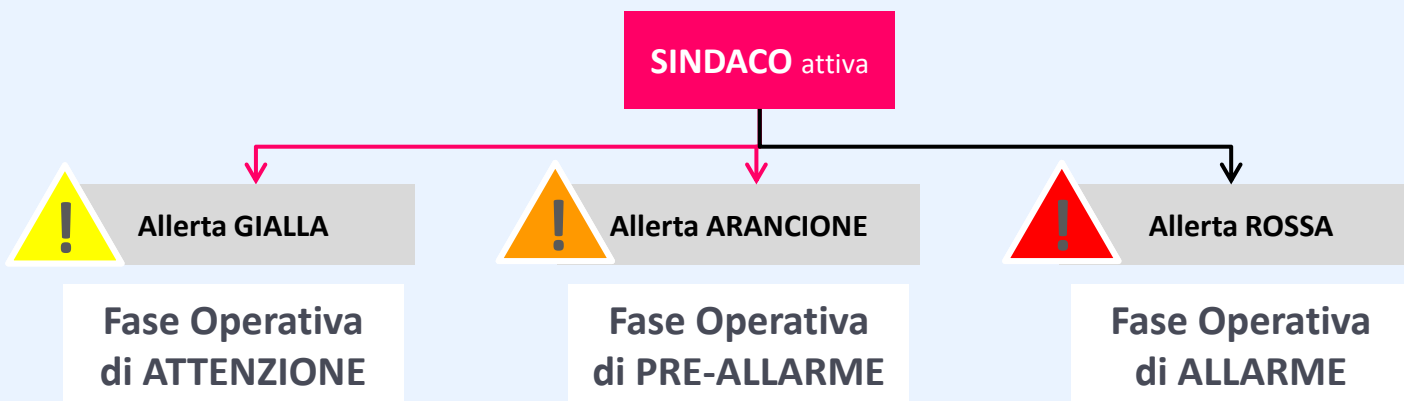 SINDACO attiva
!
Allerta GIALLA
!
Allerta ARANCIONE
!
Allerta ROSSA
Fase Operativa
di ATTENZIONE
Fase Operativa
di PRE-ALLARME
Fase Operativa
di ALLARME